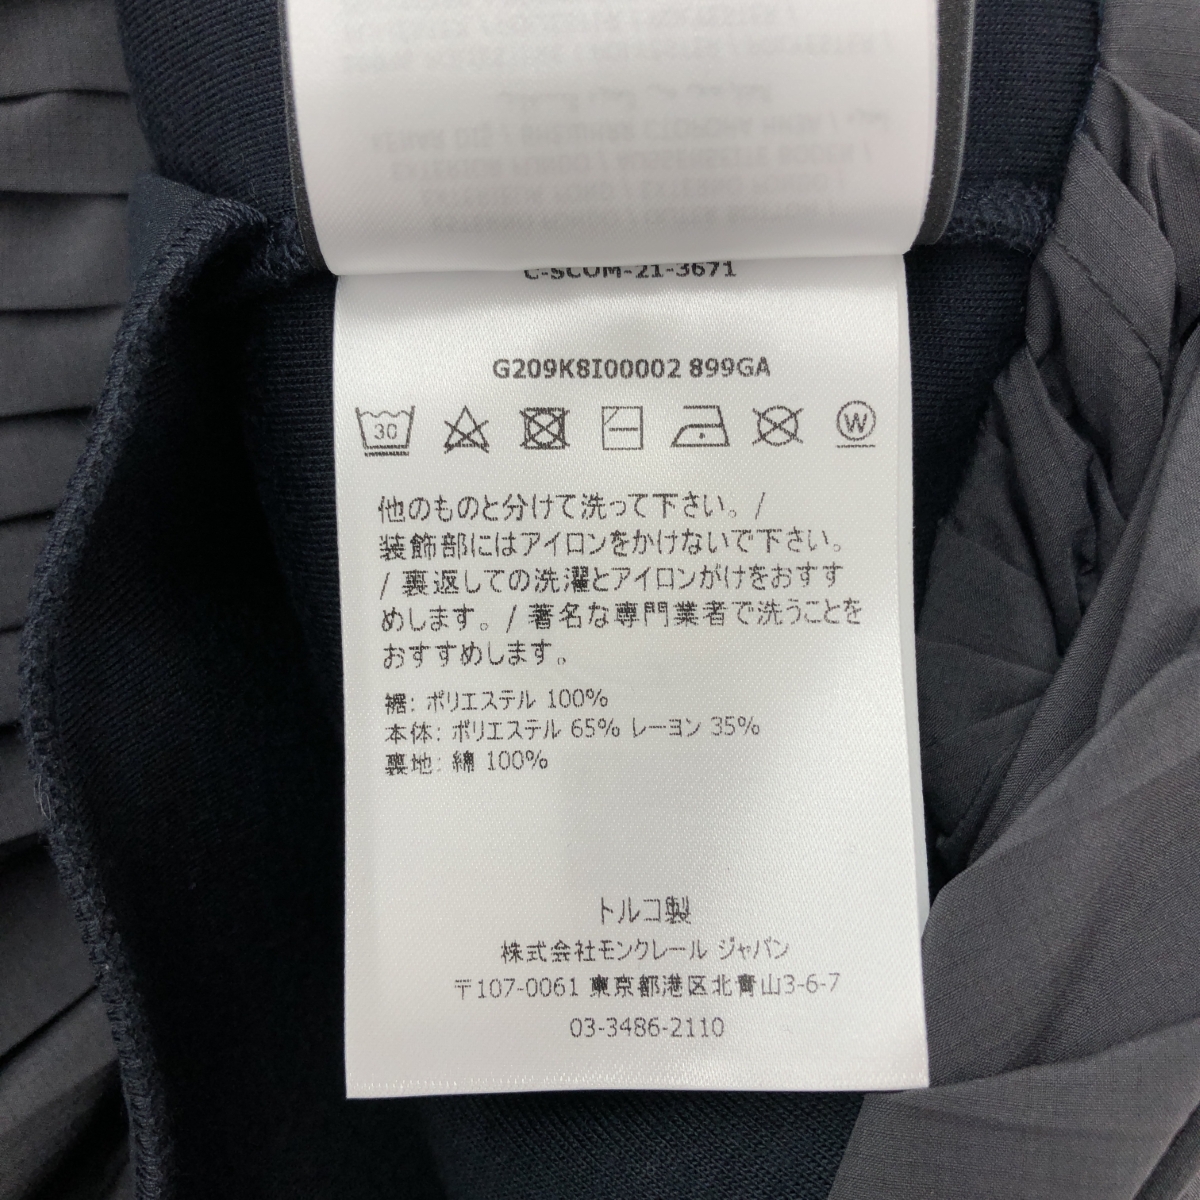 C-SCOM-21-3671
G209K8I00002 899GA
30
W
他のものと分けて洗って下さい。/
装飾部にはアイロンをかけないで下さい。
/ 裏返しての洗濯とアイロンがけをおすす
めします。/ 著名な専門業者で洗うことを
おすすめします。
裾: ポリエステル 100%
本体: ポリエステル 65% レーヨン 35%
裏地: 綿 100%
トルコ製
株式会社モンクレール ジャパン
〒107-0061 東京都港区北青山3-6-7
03-3486-2110